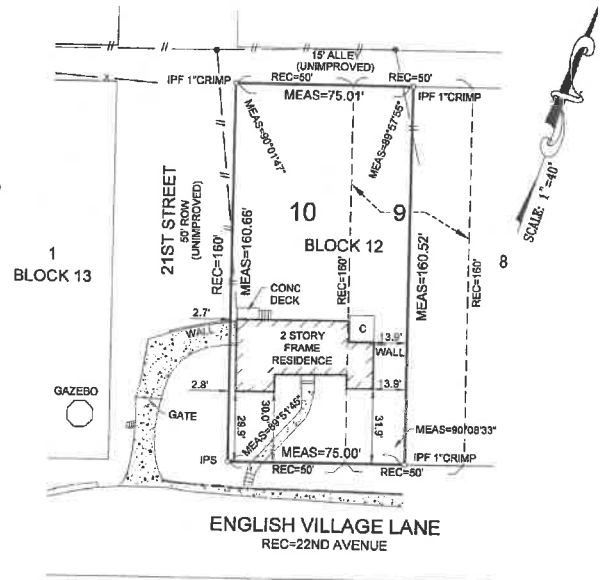 15' ALLEY
(UNIMPROVED)
IPF 1"CRIMP
REC=50'
REC=50'
IPF 1"CRIMP
MEAS=75.01'
MEAS=90°01'47"
MEAS=89°57'55"
SCALE: 1"=40'
21ST STREET
50' ROW
(UNIMPROVED)
REC=160'
MEAS=160.66'
10
9
BLOCK 12
8
1
BLOCK 13
REC=160'
MEAS=160.52'
REC=160'
CONC
DECK
2.7'
WALL
C
13.9'
WALL
2 STORY
FRAME
RESIDENCE
GAZEBO
GATE
2.8'
13.9'
29.9'
30.0'
MEAS=89°51'45"
31.9'
MEAS=90°08'33"
IPS
MEAS=75.00'
REC=50'
REC=50'
IPF 1"CRIMP
ENGLISH VILLAGE LANE
REC=22ND AVENUE